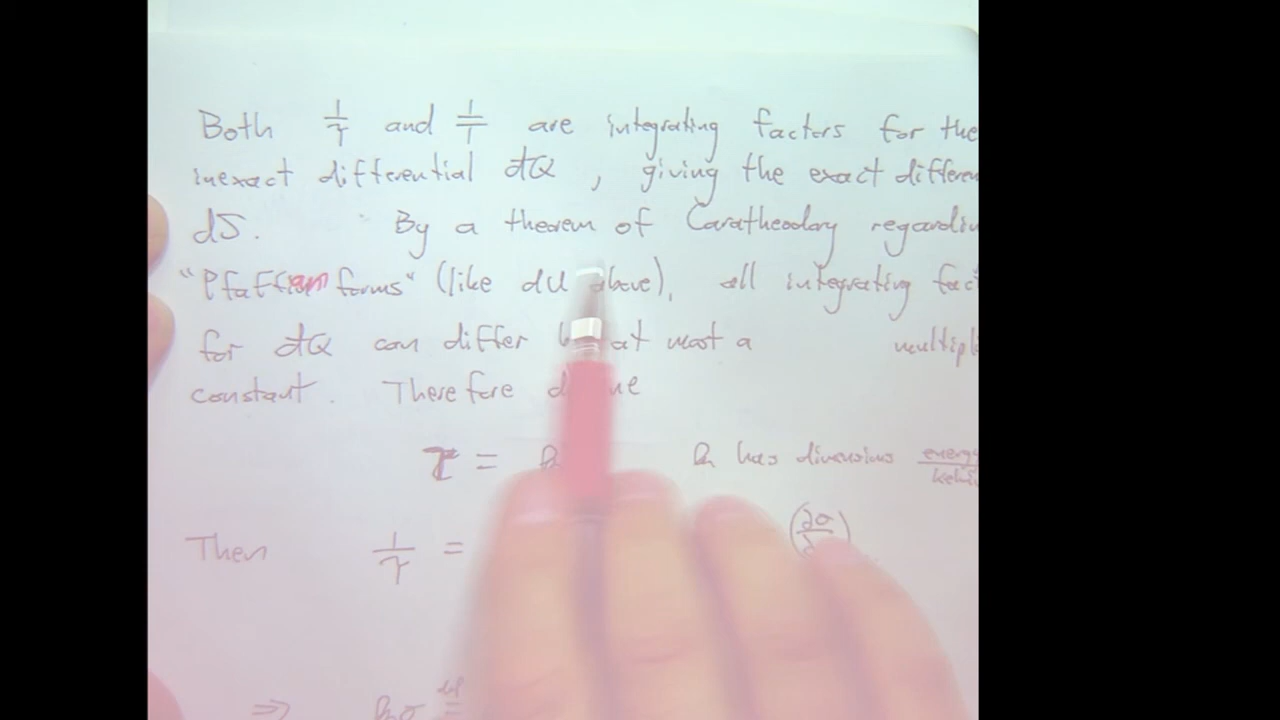 Both 1/τ and 1/T are integrating factors for the
inexact differential đQ , giving the exact differen
dS. By a theorem of Caratheodory regardin
"Pfaffian forms" (like dU above), all integrating fac
for đQ can differ at most a multipl
constant. Therefore
τ = has dimensions energy
Then 1/τ = (∂σ
⇒ def =